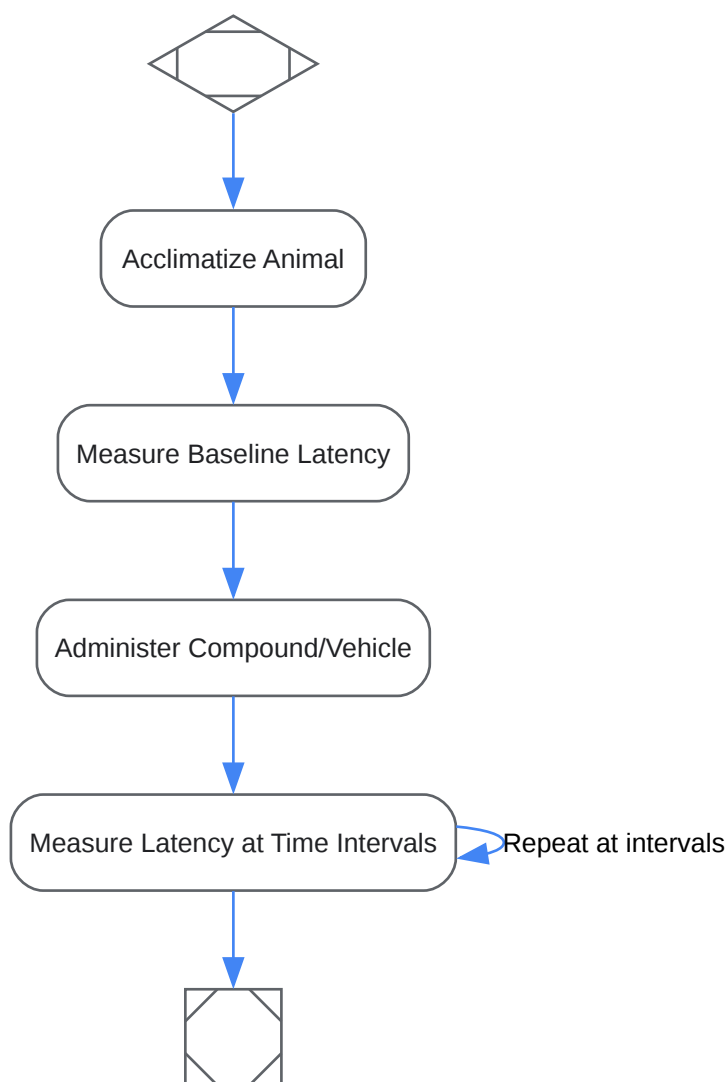 Acclimatize Animal
Measure Baseline Latency
Administer Compound/Vehicle
Measure Latency at Time Intervals
Repeat at intervals